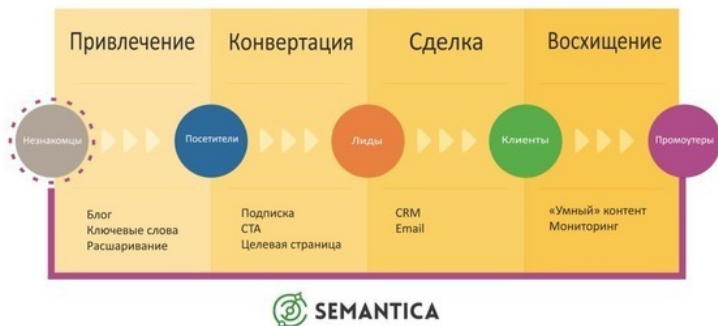 Привлечение
Конвертация
Сделка
Восхищение
Незнакомцы
Посетители
Лиды
Клиенты
Промоутеры
Блог
Ключевые слова
Расшаривание
Подписка
CTA
Целевая страница
CRM
Email
«Умный» контент
Мониторинг
SEMANTICA